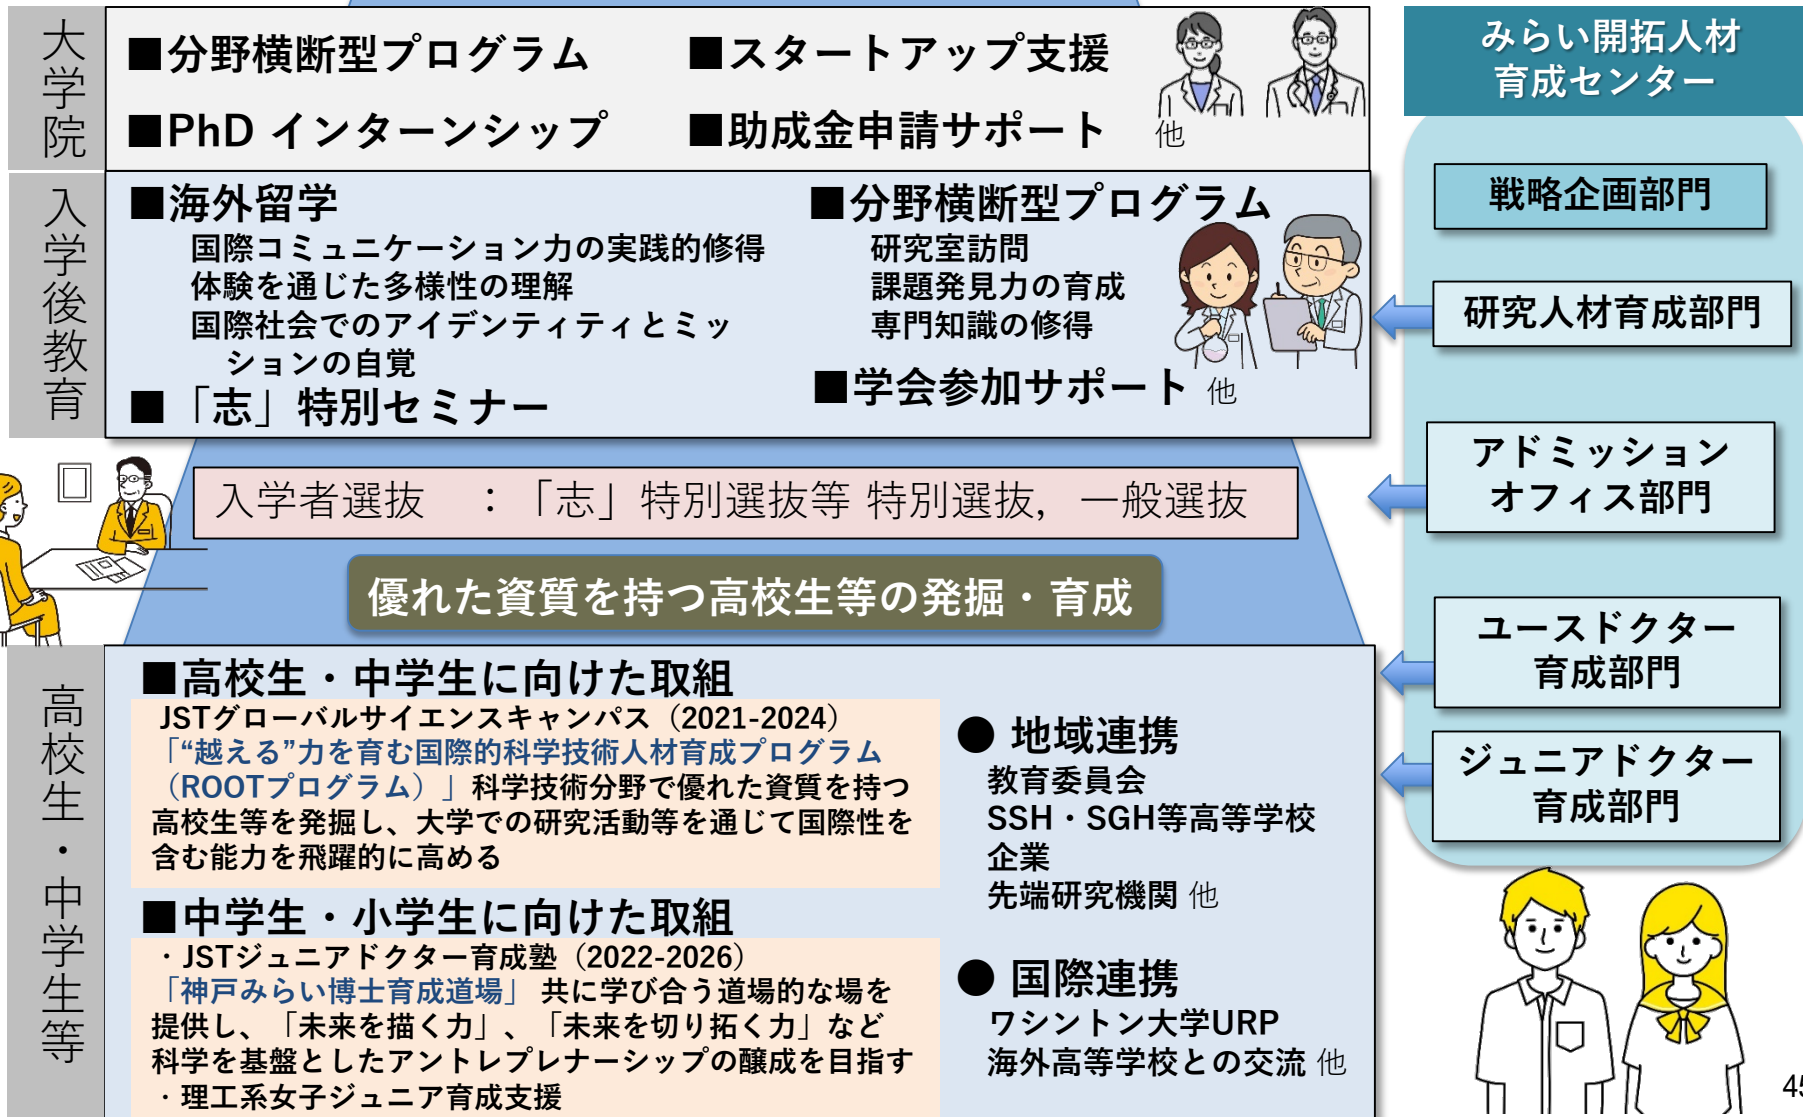 大学院
■分野横断型プログラム
■スタートアップ支援
■PhD インターンシップ
■助成金申請サポート 他
入学後教育
■海外留学
国際コミュニケーション力の実践的修得
体験を通じた多様性の理解
国際社会でのアイデンティティとミッ
ションの自覚
■「志」特別セミナー
■分野横断型プログラム
研究室訪問
課題発見力の育成
専門知識の修得
■学会参加サポート 他
入学者選抜 ：「志」特別選抜等 特別選抜, 一般選抜
優れた資質を持つ高校生等の発掘・育成
高校生・中学生等
■高校生・中学生に向けた取組
JSTグローバルサイエンスキャンパス（2021-2024）
「“越える”力を育む国際的科学技術人材育成プログラム
（ROOTプログラム）」科学技術分野で優れた資質を持つ
高校生等を発掘し、大学での研究活動等を通じて国際性を
含む能力を飛躍的に高める
■中学生・小学生に向けた取組
・JSTジュニアドクター育成塾（2022-2026）
「神戸みらい博士育成道場」 共に学び合う道場的な場を
提供し、「未来を描く力」、「未来を切り拓く力」など
科学を基盤としたアントレプレナーシップの醸成を目指す
・理工系女子ジュニア育成支援
● 地域連携
教育委員会
SSH・SGH等高等学校
企業
先端研究機関 他
● 国際連携
ワシントン大学URP
海外高等学校との交流 他
みらい開拓人材
育成センター
戦略企画部門
研究人材育成部門
アドミッション
オフィス部門
ユースドクター
育成部門
ジュニアドクター
育成部門
45